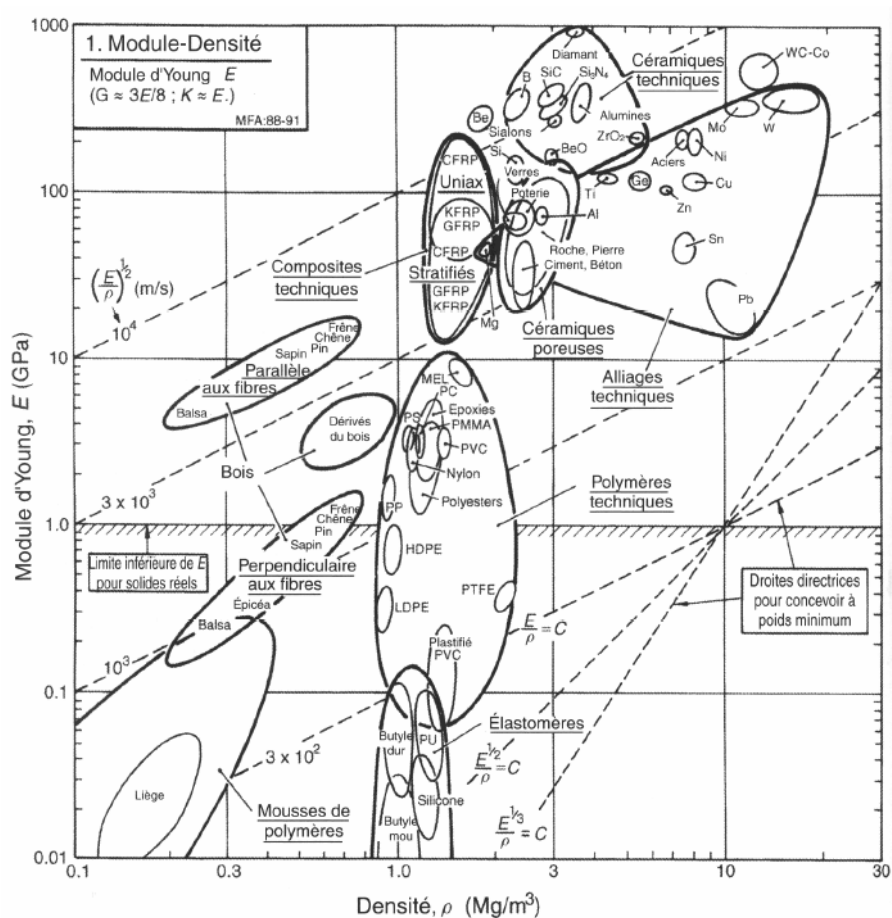 1. Module-Densité
Module d'Young E
(G ≈ 3E/8 ; K ≈ E.)
MFA:88-91
1000
100
10
1.0
0.1
0.01
Module d'Young, E (GPa)
0.1
0.3
1.0
3
10
30
Densité, ρ (Mg/m³)
Diamant
Céramiques
techniques
WC-Co
B
SiC
Si₃N₄
Be
Sialons
Alumines
ZrO₂
BeO
Mo
W
Aciers
Ni
Si
Verres
Poterie
Ti
Ge
Cu
Zn
Al
Sn
Pb
CFRP
Uniax
KFRP
GFRP
CFRP
Stratifiés
GFRP
KFRP
Mg
Roche, Pierre
Ciment, Béton
Composites
techniques
Céramiques
poreuses
Alliages
techniques
(E/ρ)^½ (m/s)
10⁴
Frêne
Chêne
Pin
Sapin
Parallèle
aux fibres
Balsa
Dérivés
du bois
Bois
3 x 10³
MEL
PC
Epoxies
PS
PMMA
PVC
Nylon
Polyesters
PP
Polymères
techniques
HDPE
LDPE
PTFE
Plastifié
PVC
Limite inférieure de E
pour solides réels
Frêne
Chêne
Pin
Sapin
Perpendiculaire
aux fibres
Épicéa
Balsa
Droites directrices
pour concevoir à
poids minimum
10³
3 x 10²
E/ρ = C
E^½/ρ = C
E^⅓/ρ = C
Élastomères
Butyle
dur
PU
Silicone
Butyle
mou
Liège
Mousses de
polymères